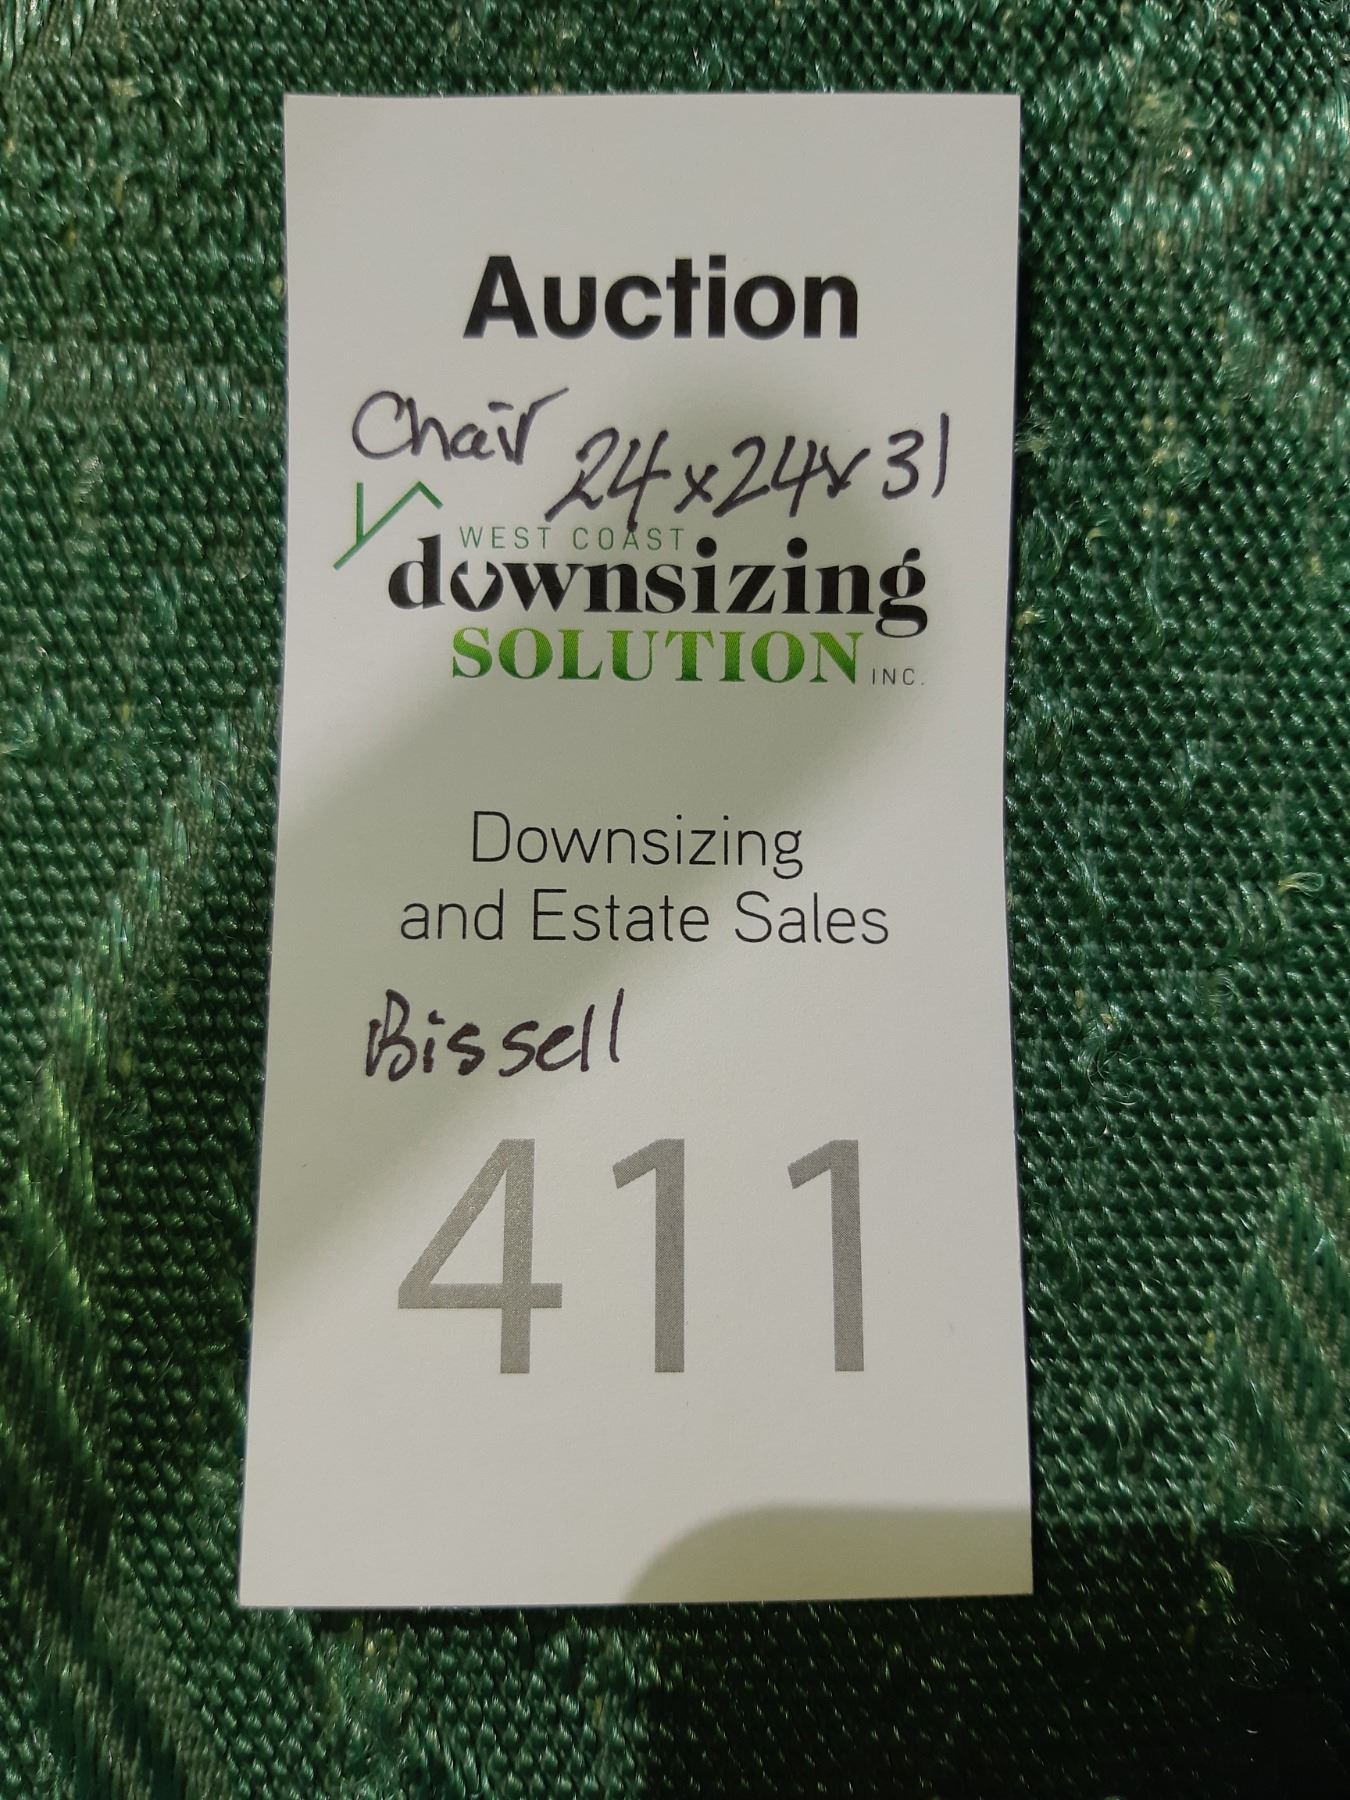 Auction
Chair 24x24x31
WEST COAST
downsizing
SOLUTION INC.
Downsizing
and Estate Sales
Bissell
411